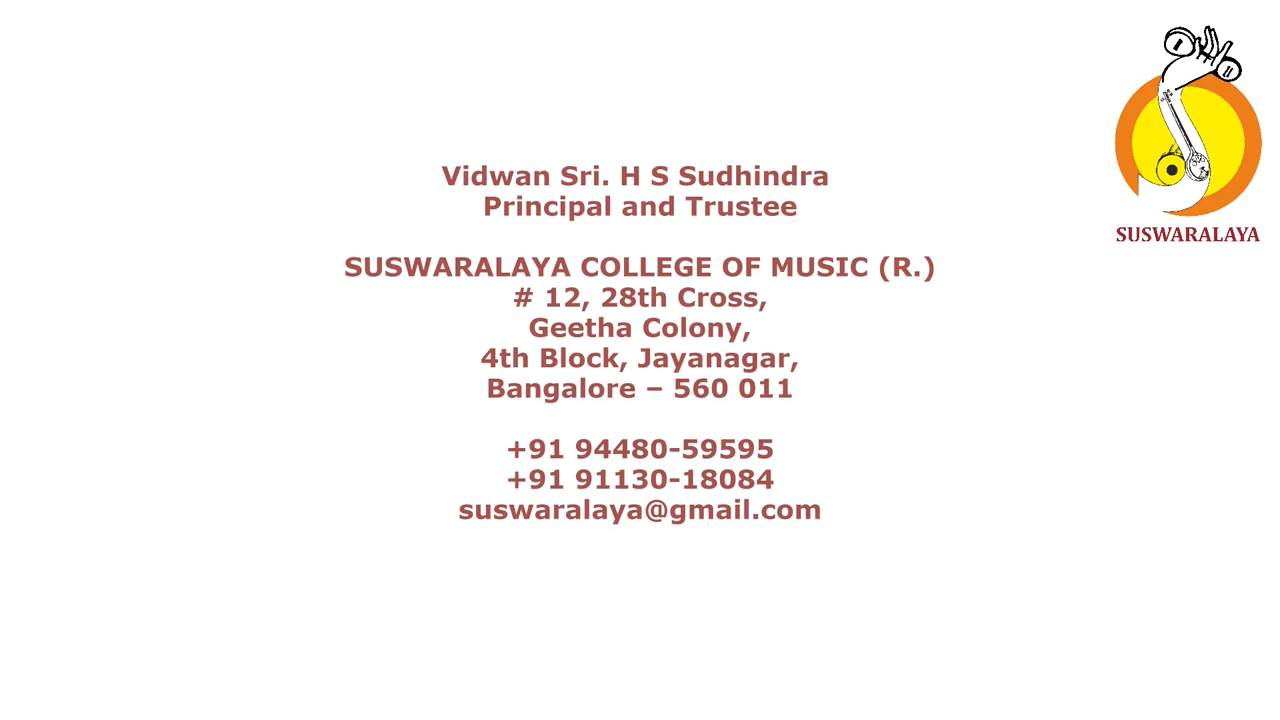 Vidwan Sri. H S Sudhindra
Principal and Trustee
SUSWARALAYA COLLEGE OF MUSIC (R.)
# 12, 28th Cross,
Geetha Colony,
4th Block, Jayanagar,
Bangalore – 560 011
+91 94480-59595
+91 91130-18084
suswaralaya@gmail.com
SUSWARALAYA